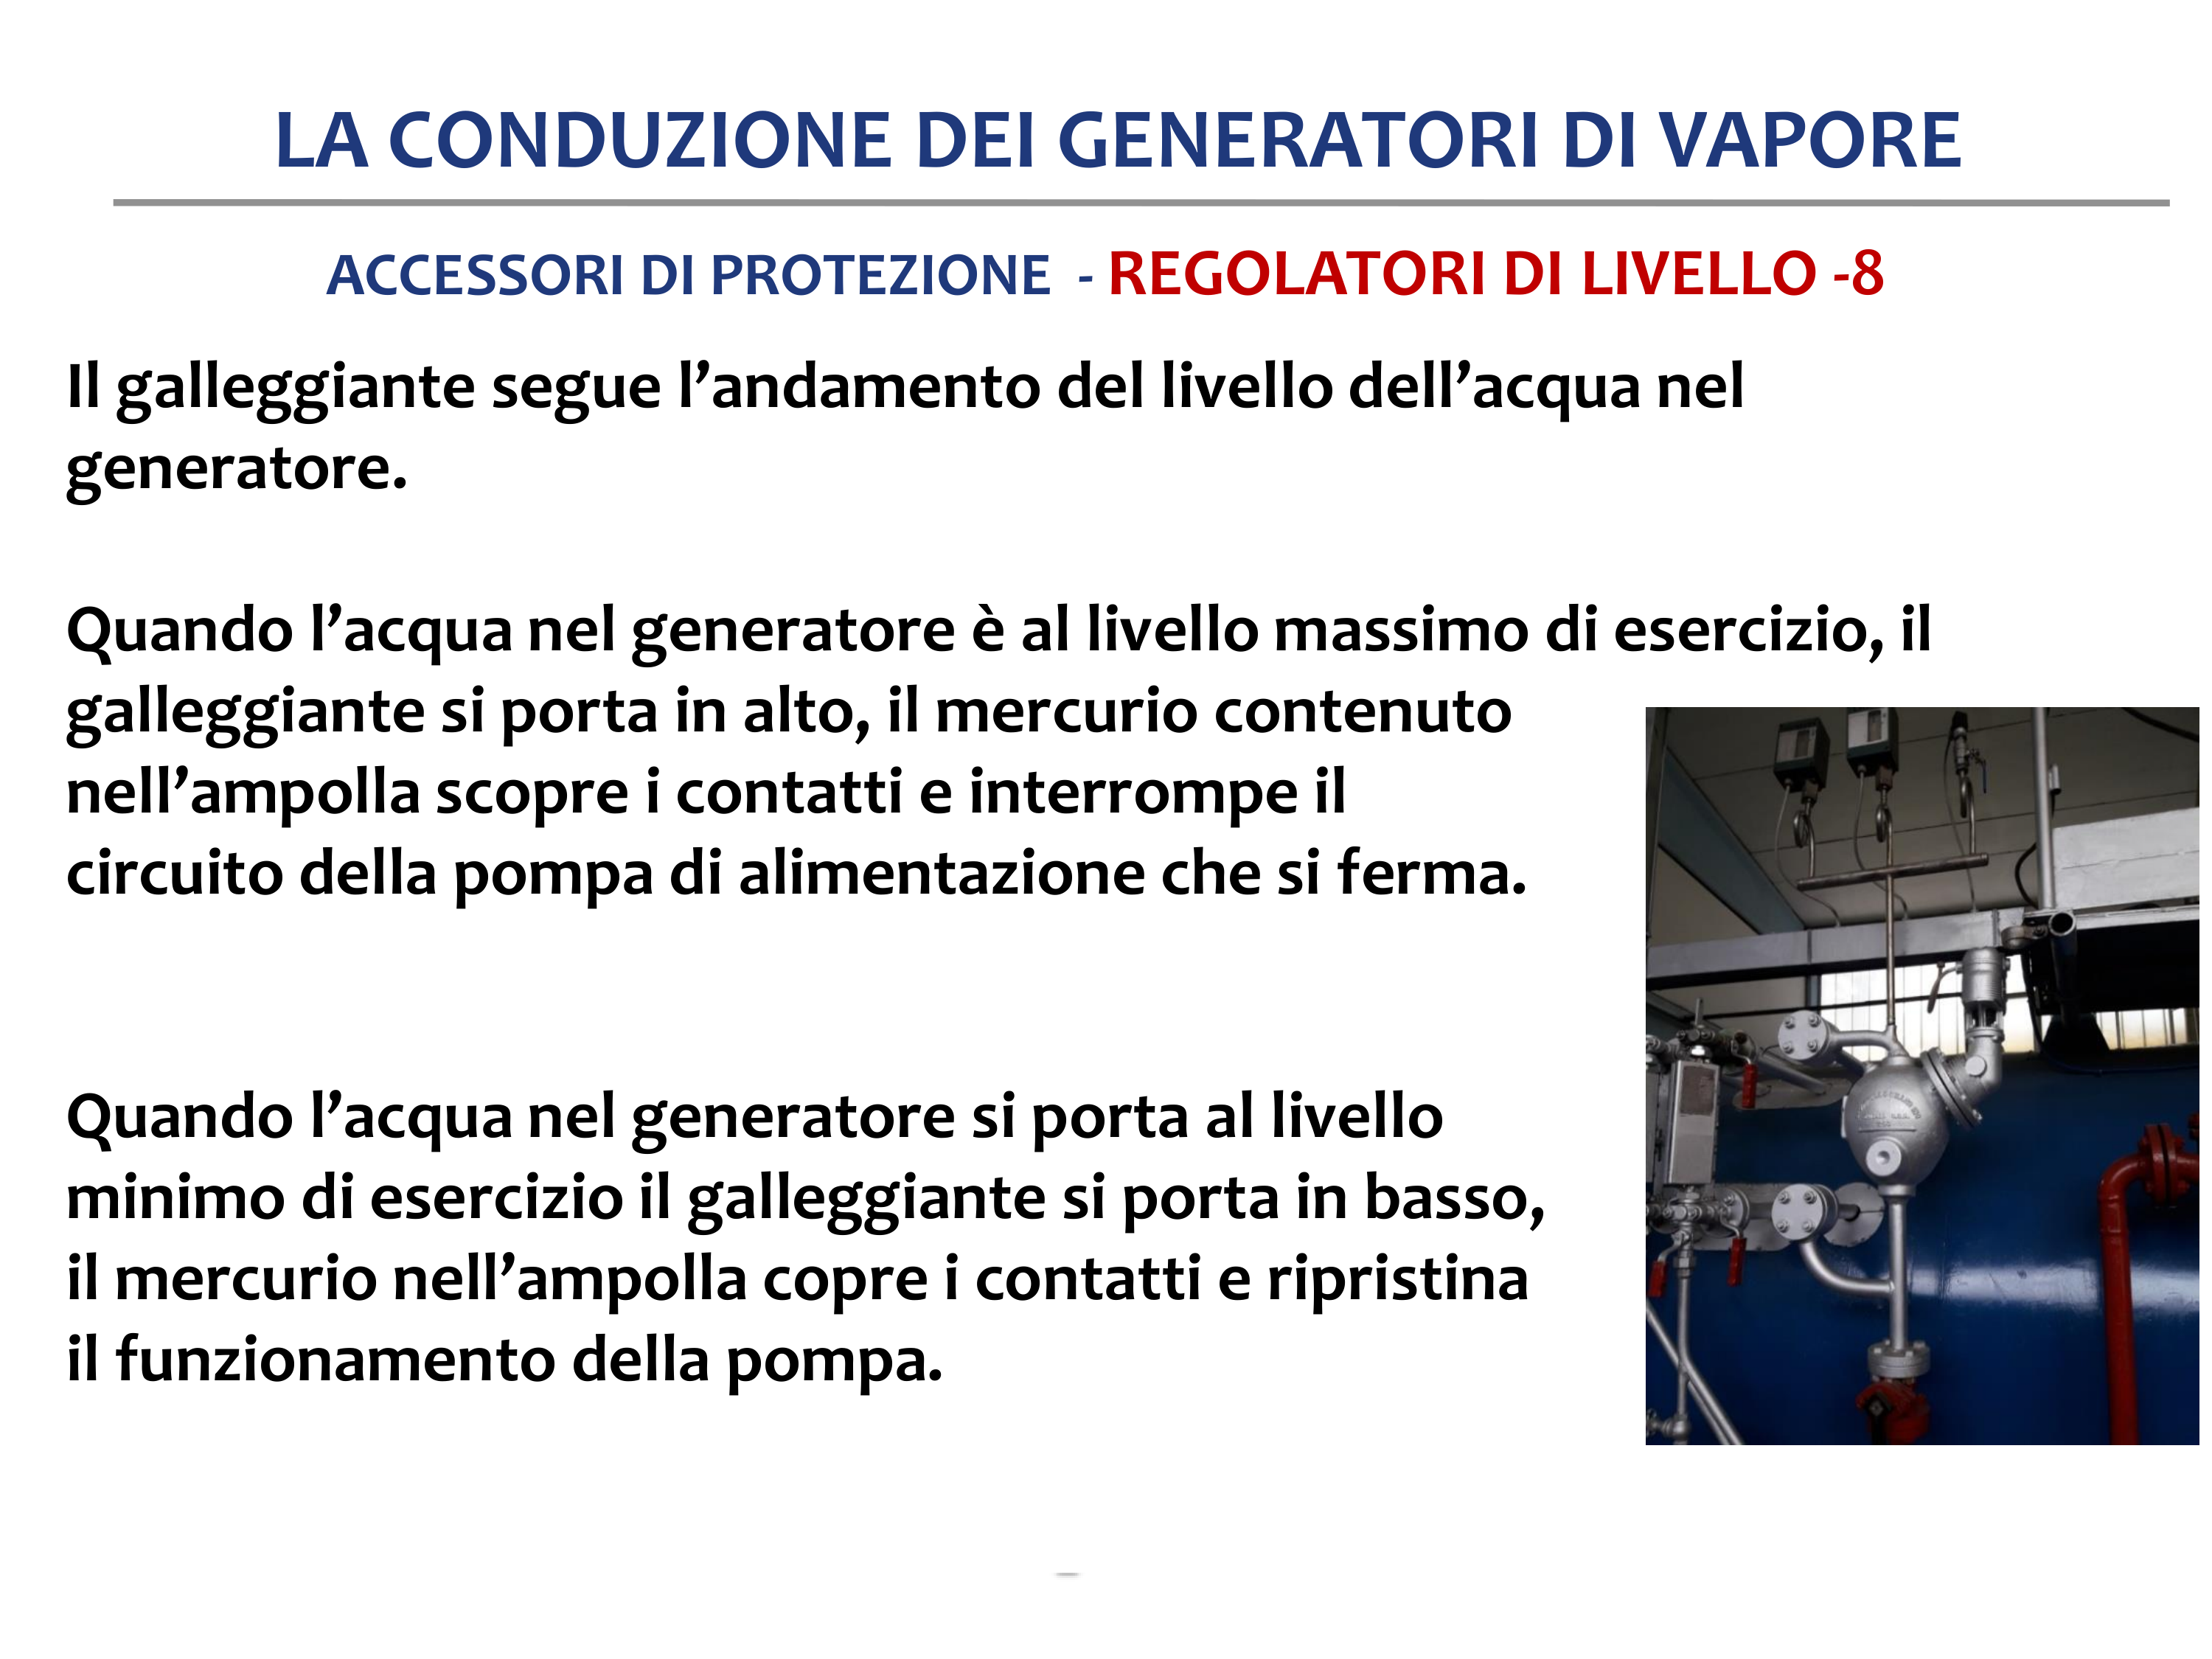 LA CONDUZIONE DEI GENERATORI DI VAPORE
ACCESSORI DI PROTEZIONE - REGOLATORI DI LIVELLO -8
Il galleggiante segue l’andamento del livello dell’acqua nel
generatore.
Quando l’acqua nel generatore è al livello massimo di esercizio, il
galleggiante si porta in alto, il mercurio contenuto
nell’ampolla scopre i contatti e interrompe il
circuito della pompa di alimentazione che si ferma.
Quando l’acqua nel generatore si porta al livello
minimo di esercizio il galleggiante si porta in basso,
il mercurio nell’ampolla copre i contatti e ripristina
il funzionamento della pompa.